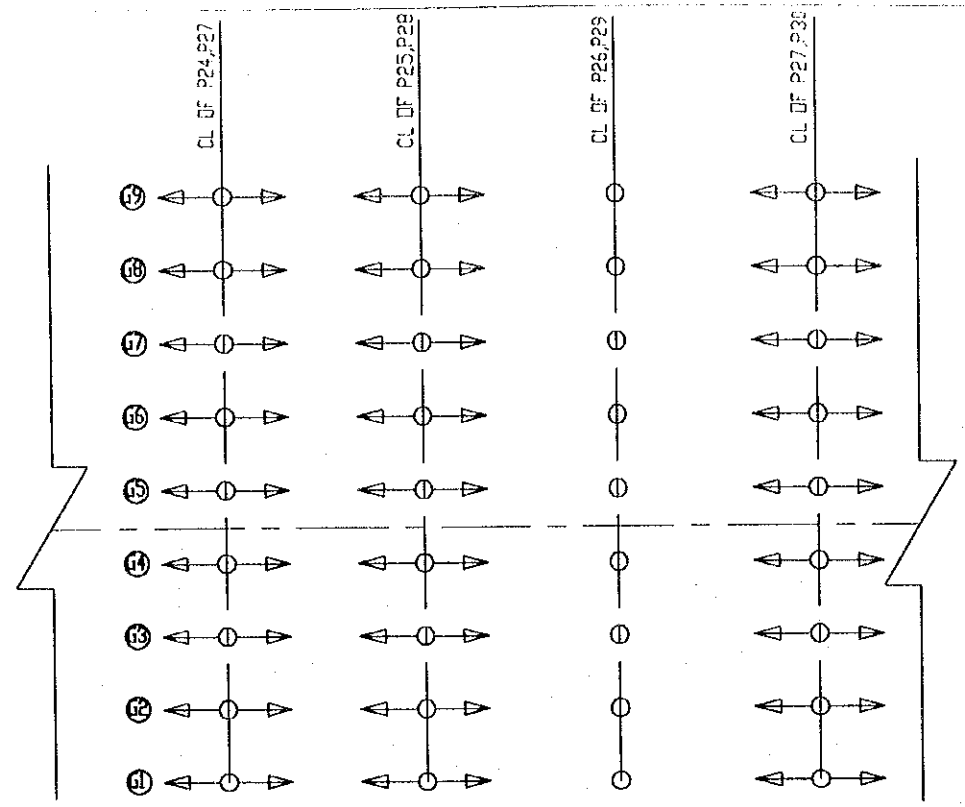 CL OF P24,P27
CL OF P25,P28
CL OF P26,P29
CL OF P27,P30
G9
G8
G7
G6
G5
G4
G3
G2
G1